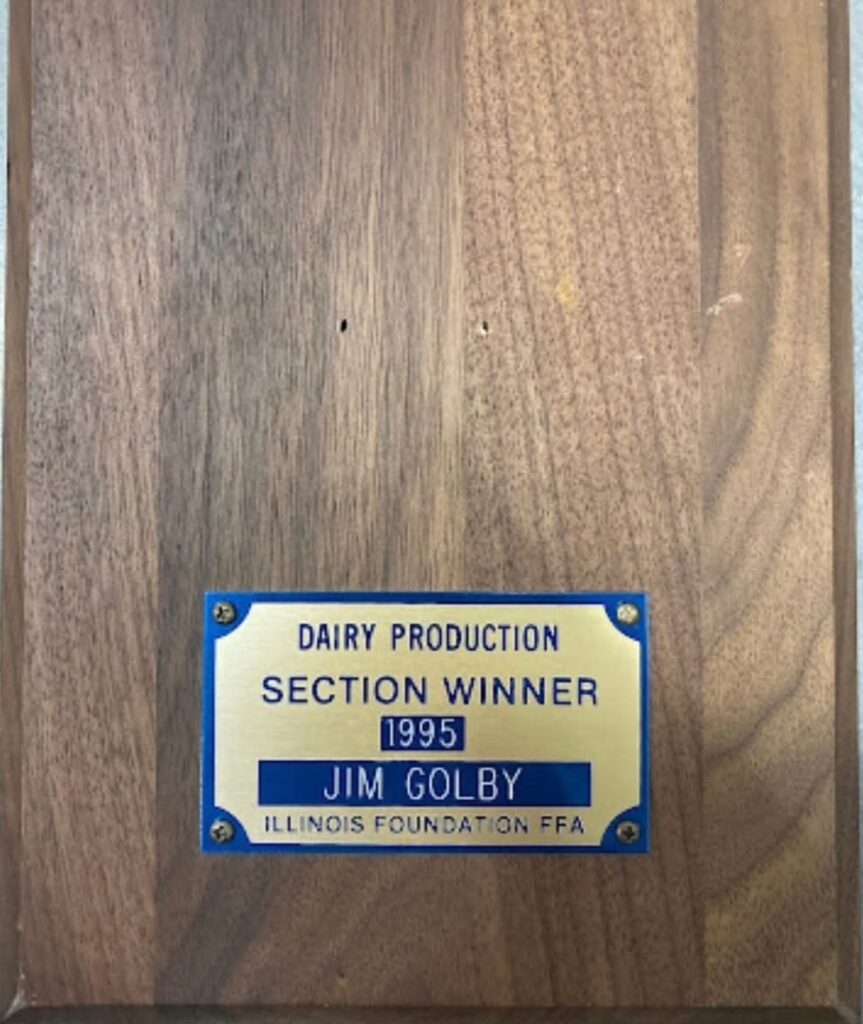 DAIRY PRODUCTION
SECTION WINNER
1995
JIM GOLBY
ILLINOIS FOUNDATION FFA